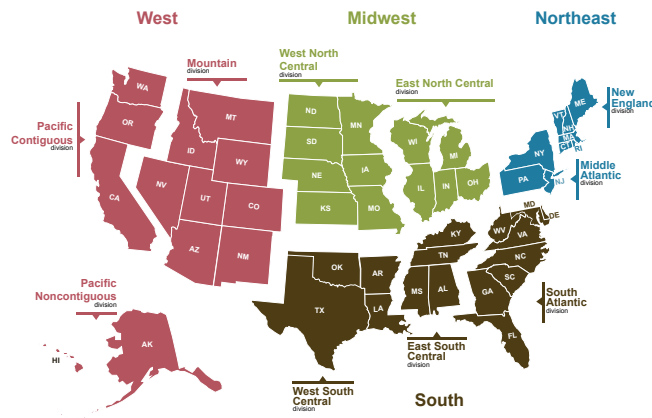 West
Midwest
Northeast
Mountain
division
West North
Central
division
East North Central
division
New
England
division
Pacific
Contiguous
division
Middle
Atlantic
division
WA
OR
CA
MT
ID
WY
NV
UT
CO
AZ
NM
ND
SD
NE
KS
MN
IA
MO
WI
MI
IL
IN
OH
ME
VT
NH
MA
CT
RI
NY
PA
NJ
MD
DE
WV
VA
KY
NC
TN
SC
OK
AR
MS
AL
GA
TX
LA
FL
Pacific
Noncontiguous
division
AK
HI
South
Atlantic
division
East South
Central
division
West South
Central
division
South